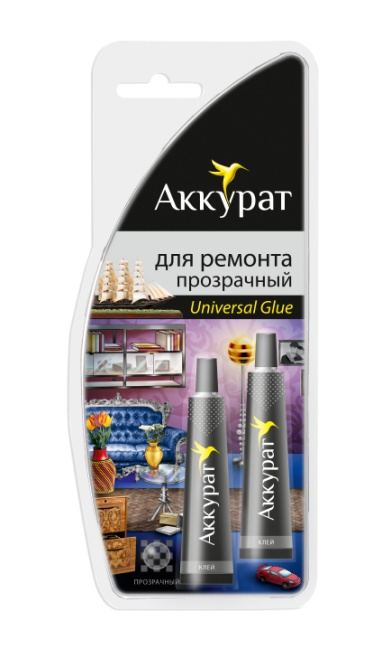 Аккурат
для ремонта
прозрачный
Universal Glue
Аккурат
КЛЕЙ
Аккурат
КЛЕЙ
ПРОЗРАЧНЫЙ